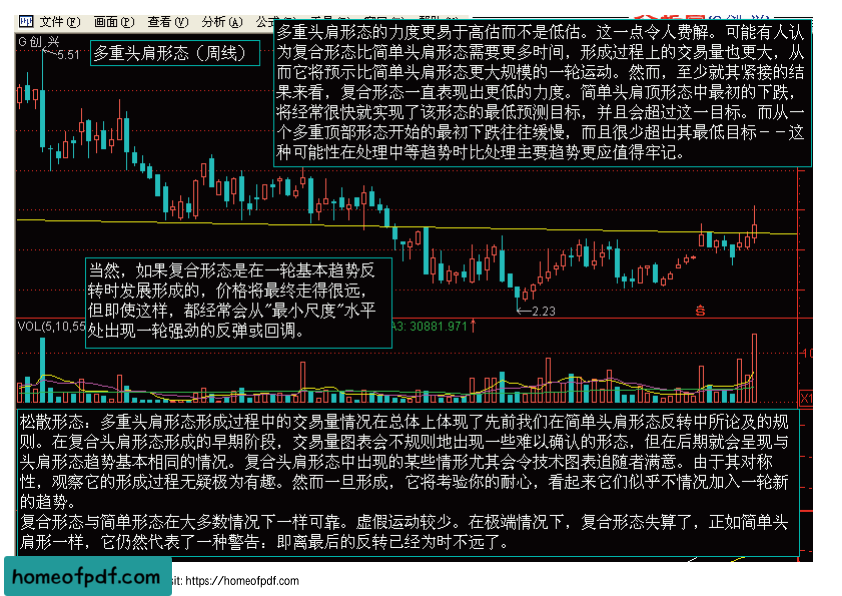 文件(F) 画面(E) 查看(V) 分析(A)
G创 兴
5.51
多重头肩形态（周线）
多重头肩形态的力度更易于高估而不是低估。这一点令人费解。可能有人认
为复合形态比简单头肩形态需要更多时间，形成过程上的交易量也更大，从
而它将预示比简单头肩形态更大规模的一轮运动。然而，至少就其紧接的结
果来看，复合形态一直表现出更低的力度。简单头肩顶形态中最初的下跌，
将经常很快就实现了该形态的最低预测目标，并且会超过这一目标。而从一
个多重顶部形态开始的最初下跌往往缓慢，而且很少超出其最低目标－－这
种可能性在处理中等趋势时比处理主要趋势更应值得牢记。
当然，如果复合形态是在一轮基本趋势反
转时发展形成的，价格将最终走得很远，
但即使这样，都经常会从"最小尺度"水平
处出现一轮强劲的反弹或回调。
2.23
VOL(5,10,55
A3: 30881.971
10
X1
松散形态：多重头肩形态形成过程中的交易量情况在总体上体现了先前我们在简单头肩形态反转中所论及的规
则。在复合头肩形态形成的早期阶段，交易量图表会不规则地出现一些难以确认的形态，但在后期就会呈现与
头肩形态趋势基本相同的情况。复合头肩形态中出现的某些情形尤其会令技术图表追随者满意。由于其对称
性，观察它的形成过程无疑极为有趣。然而一旦形成，它将考验你的耐心，看起来它们似乎不情况加入一轮新
的趋势。
复合形态与简单形态在大多数情况下一样可靠。虚假运动较少。在极端情况下，复合形态失算了，正如简单头
肩形一样，它仍然代表了一种警告：即离最后的反转已经为时不远了。
homeofpdf.com
sit: https://homeofpdf.com